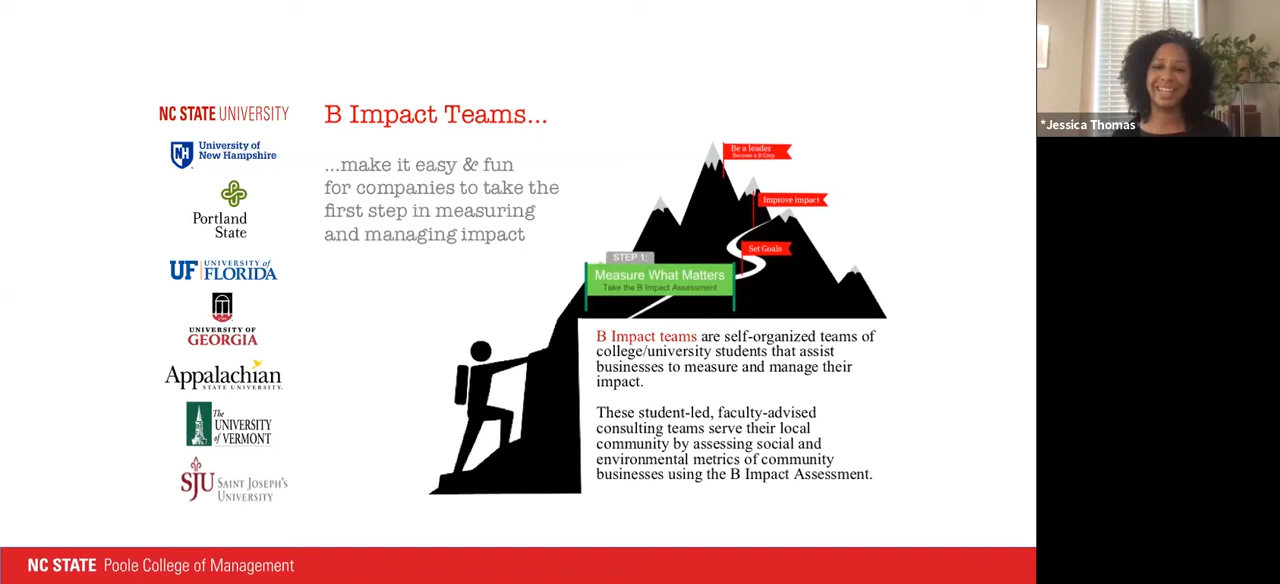 NC STATE UNIVERSITY
University of
New Hampshire
NH
Portland
State
UF UNIVERSITY of
FLORIDA
UNIVERSITY OF
GEORGIA
Appalachian
STATE UNIVERSITY.
The
UNIVERSITY
of VERMONT
SJU SAINT JOSEPH'S
UNIVERSITY
B Impact Teams...
...make it easy & fun
for companies to take the
first step in measuring
and managing impact
Be a leader
Become a B Corp
Improve impact
Set Goals
STEP 1:
Measure What Matters
Take the B Impact Assessment
B Impact teams are self-organized teams of
college/university students that assist
businesses to measure and manage their
impact.
These student-led, faculty-advised
consulting teams serve their local
community by assessing social and
environmental metrics of community
businesses using the B Impact Assessment.
NC STATE Poole College of Management
*Jessica Thomas